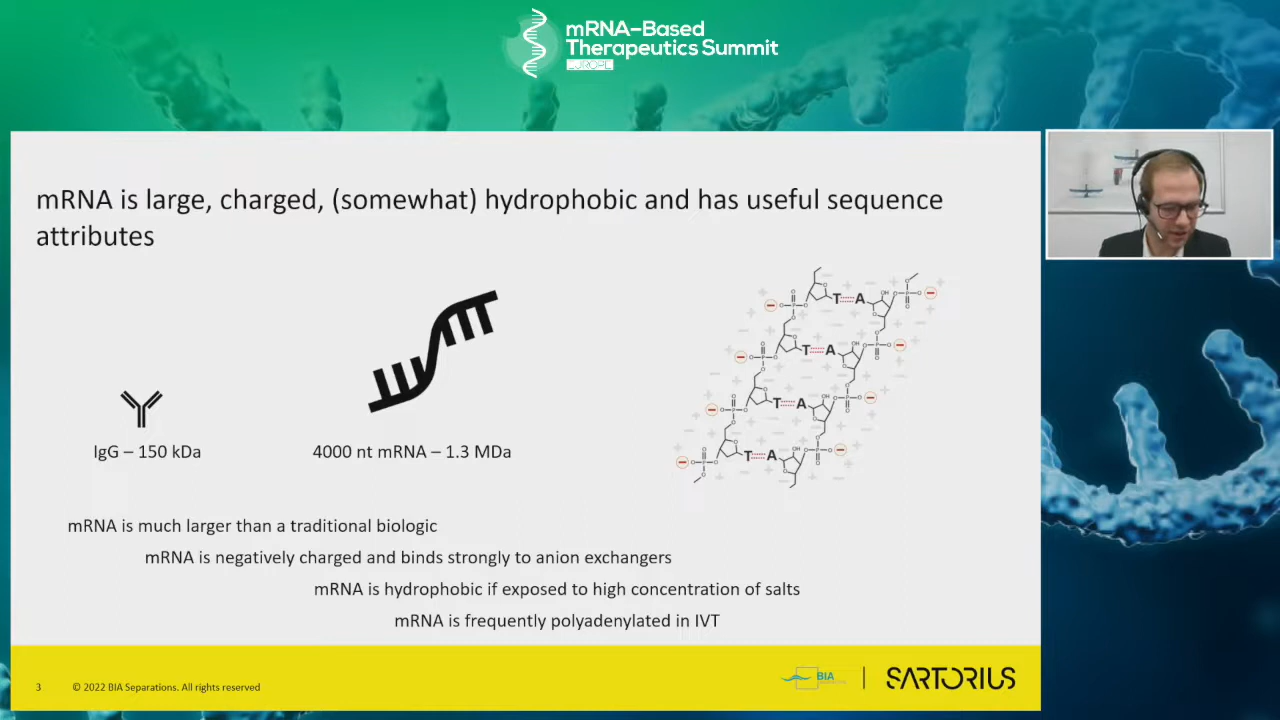 mRNA-Based
Therapeutics Summit
EUROPE
mRNA is large, charged, (somewhat) hydrophobic and has useful sequence
attributes
IgG – 150 kDa
4000 nt mRNA – 1.3 MDa
T A
T A
T A
T A
mRNA is much larger than a traditional biologic
mRNA is negatively charged and binds strongly to anion exchangers
mRNA is hydrophobic if exposed to high concentration of salts
mRNA is frequently polyadenylated in IVT
3
© 2022 BIA Separations. All rights reserved
BIA
SARTORIUS